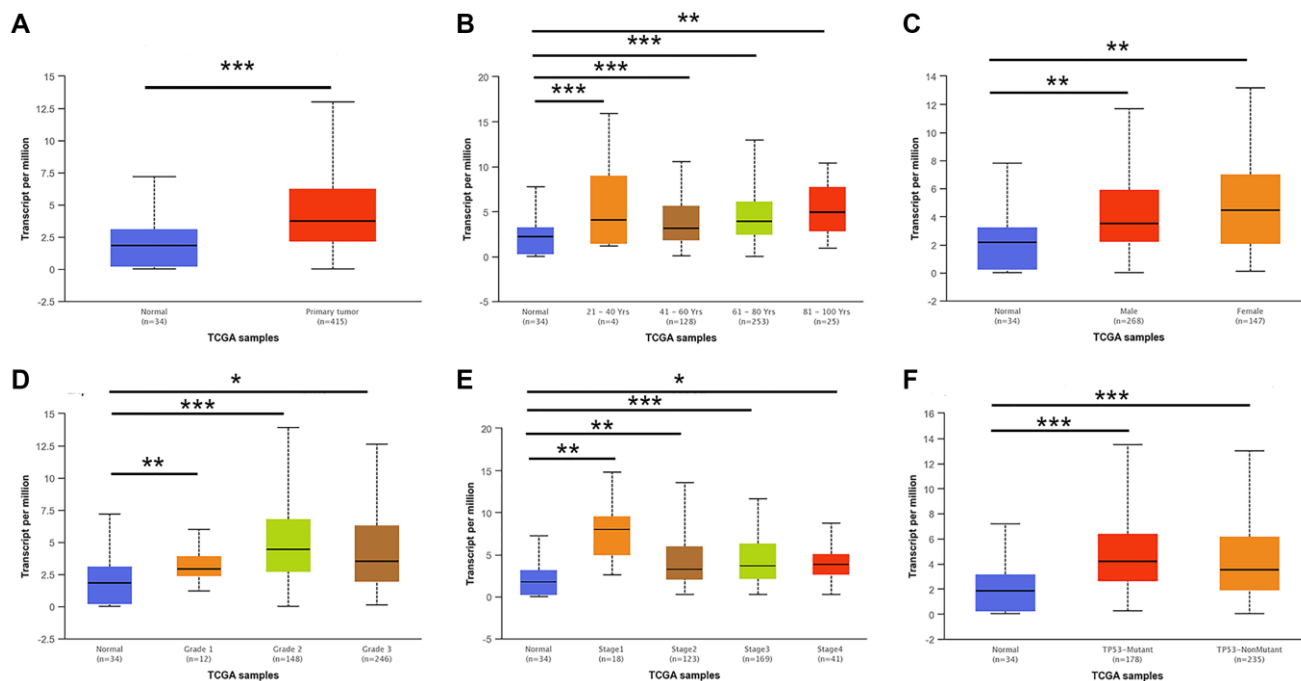 A
***
Transcript per million
15
12.5
10
7.5
5
2.5
0
-2.5
Normal
(n=34)
Primary tumor
(n=415)
TCGA samples
B
**
***
***
***
Transcript per million
20
15
10
5
0
-5
Normal
(n=34)
21 - 40 Yrs
(n=4)
41 - 60 Yrs
(n=128)
61 - 80 Yrs
(n=253)
81 - 100 Yrs
(n=25)
TCGA samples
C
**
**
Transcript per million
14
12
10
8
6
4
2
0
-2
Normal
(n=34)
Male
(n=268)
Female
(n=147)
TCGA samples
D
*
***
**
Transcript per million
15
12.5
10
7.5
5
2.5
0
-2.5
Normal
(n=34)
Grade 1
(n=12)
Grade 2
(n=148)
Grade 3
(n=246)
TCGA samples
E
*
***
**
**
Transcript per million
20
15
10
5
0
-5
Normal
(n=34)
Stage1
(n=18)
Stage2
(n=123)
Stage3
(n=169)
Stage4
(n=41)
TCGA samples
F
***
***
Transcript per million
16
14
12
10
8
6
4
2
0
-2
Normal
(n=34)
TP53-Mutant
(n=178)
TP53-NonMutant
(n=235)
TCGA samples